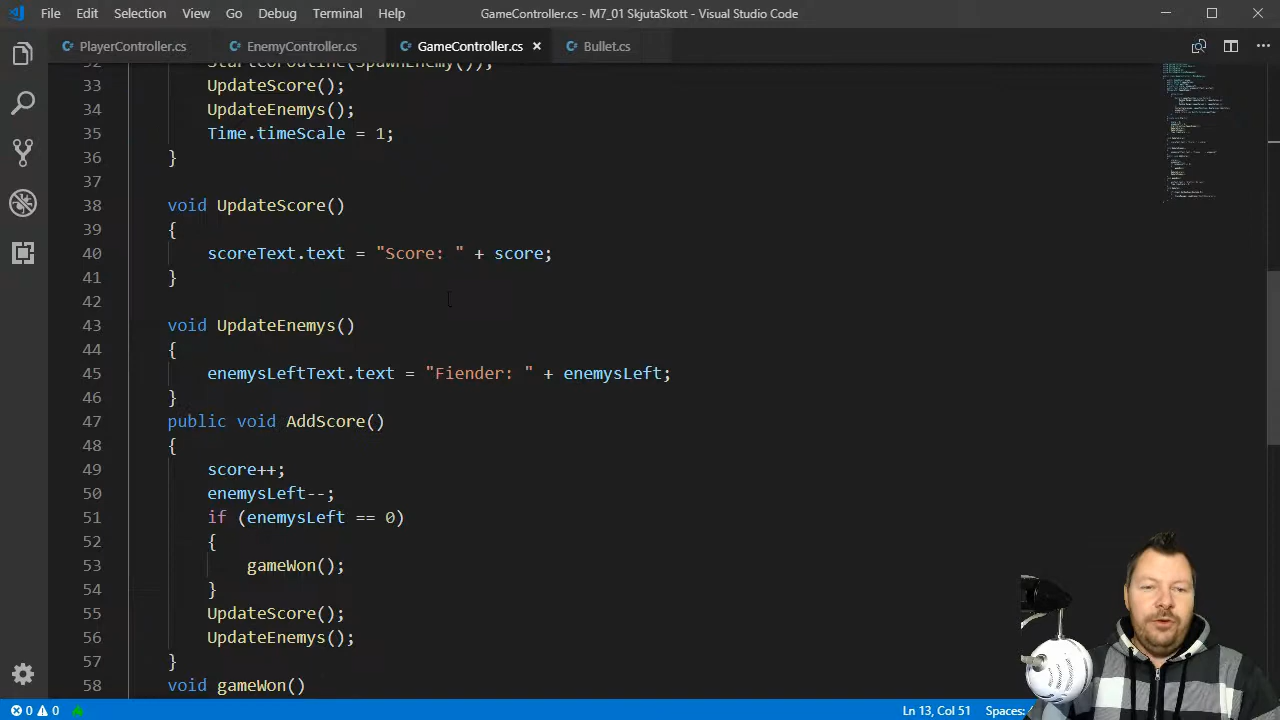 File Edit Selection View Go Debug Terminal Help GameController.cs - M7_01 SkjutaSkott - Visual Studio Code
PlayerController.cs EnemyController.cs GameController.cs Bullet.cs
32 StartCoroutine(SpawnEnemy());
33 UpdateScore();
34 UpdateEnemys();
35 Time.timeScale = 1;
36 }
37
38 void UpdateScore()
39 {
40 scoreText.text = "Score: " + score;
41 }
42
43 void UpdateEnemys()
44 {
45 enemysLeftText.text = "Fiender: " + enemysLeft;
46 }
47 public void AddScore()
48 {
49 score++;
50 enemysLeft--;
51 if (enemysLeft == 0)
52 {
53 gameWon();
54 }
55 UpdateScore();
56 UpdateEnemys();
57 }
58 void gameWon()
0 0 Ln 13, Col 51 Spaces: